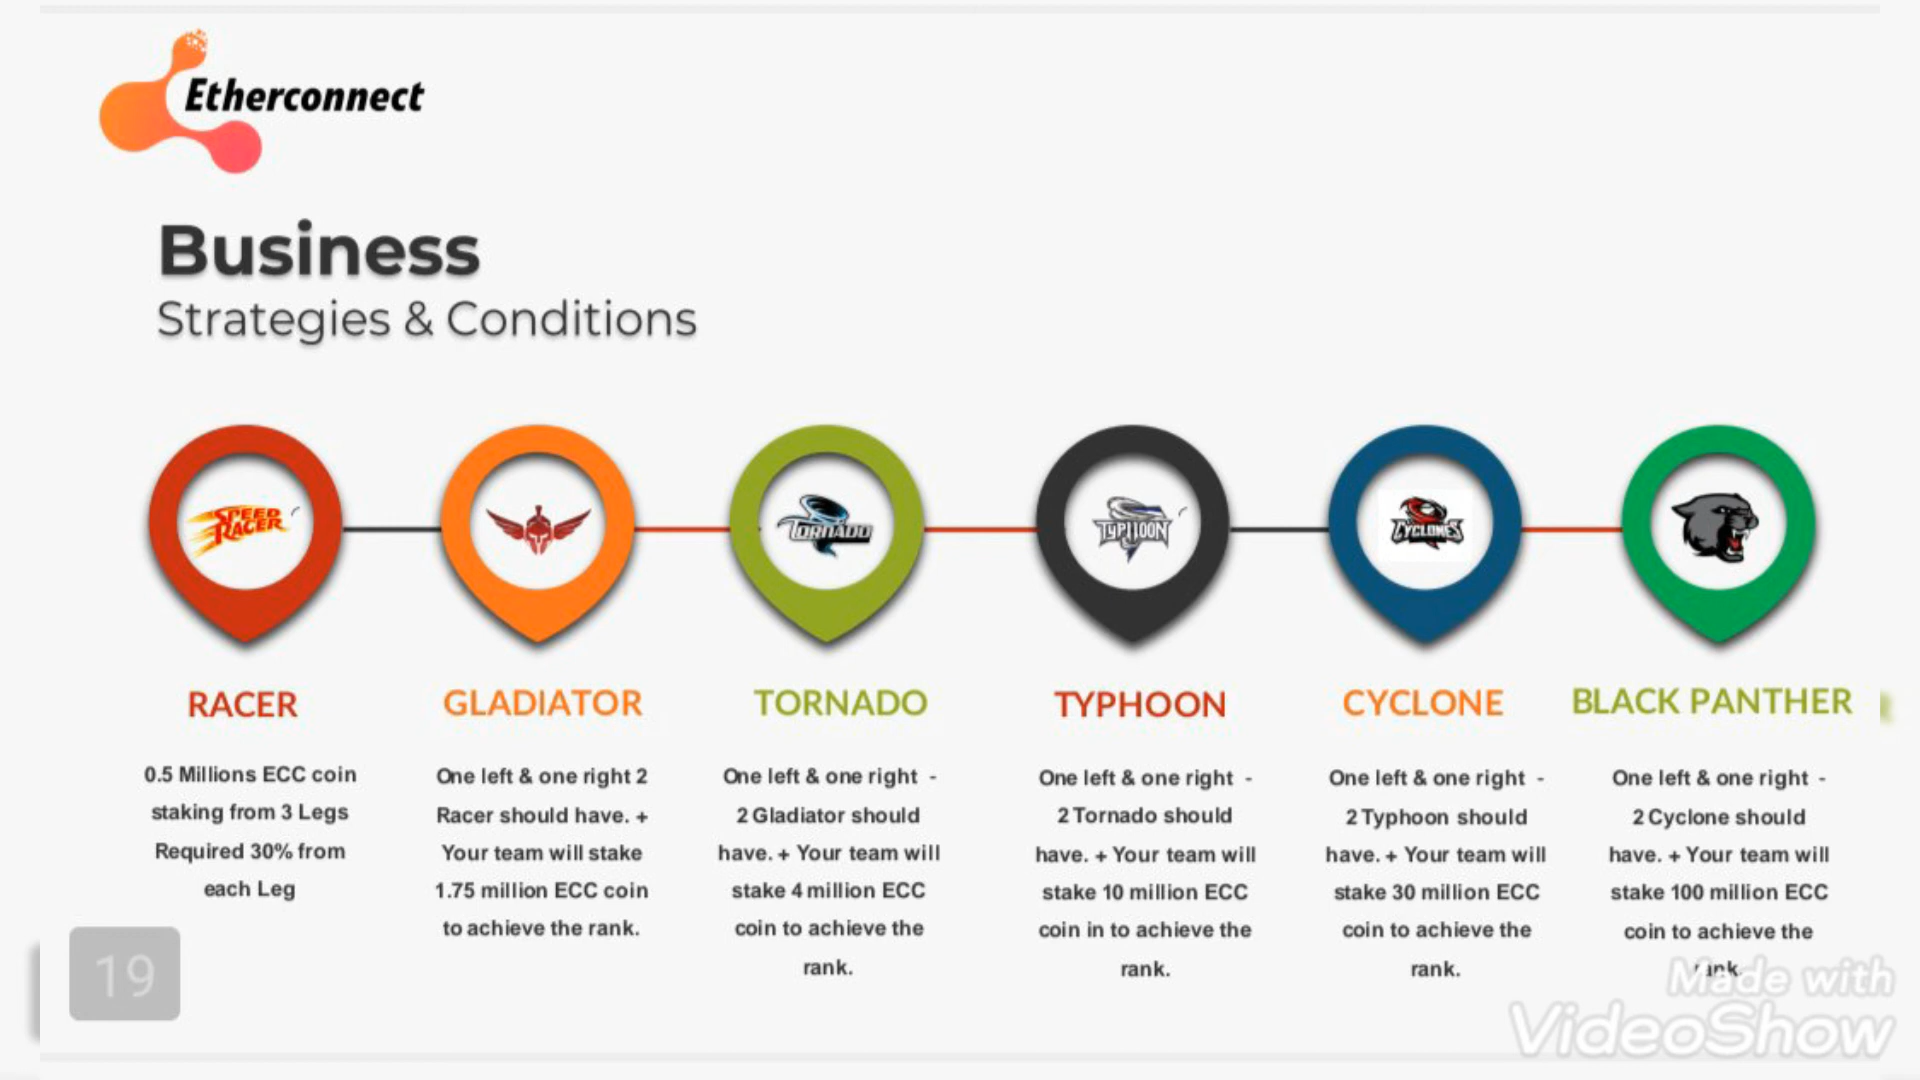 Etherconnect
Business
Strategies & Conditions
SPEED
RACER
TORNADO
TYPHOON
CYCLONES
RACER
0.5 Millions ECC coin
staking from 3 Legs
Required 30% from
each Leg
GLADIATOR
One left & one right 2
Racer should have. +
Your team will stake
1.75 million ECC coin
to achieve the rank.
TORNADO
One left & one right -
2 Gladiator should
have. + Your team will
stake 4 million ECC
coin to achieve the
rank.
TYPHOON
One left & one right -
2 Tornado should
have. + Your team will
stake 10 million ECC
coin in to achieve the
rank.
CYCLONE
One left & one right -
2 Typhoon should
have. + Your team will
stake 30 million ECC
coin to achieve the
rank.
BLACK PANTHER
One left & one right -
2 Cyclone should
have. + Your team will
stake 100 million ECC
coin to achieve the
rank.
19
Made with
VideoShow